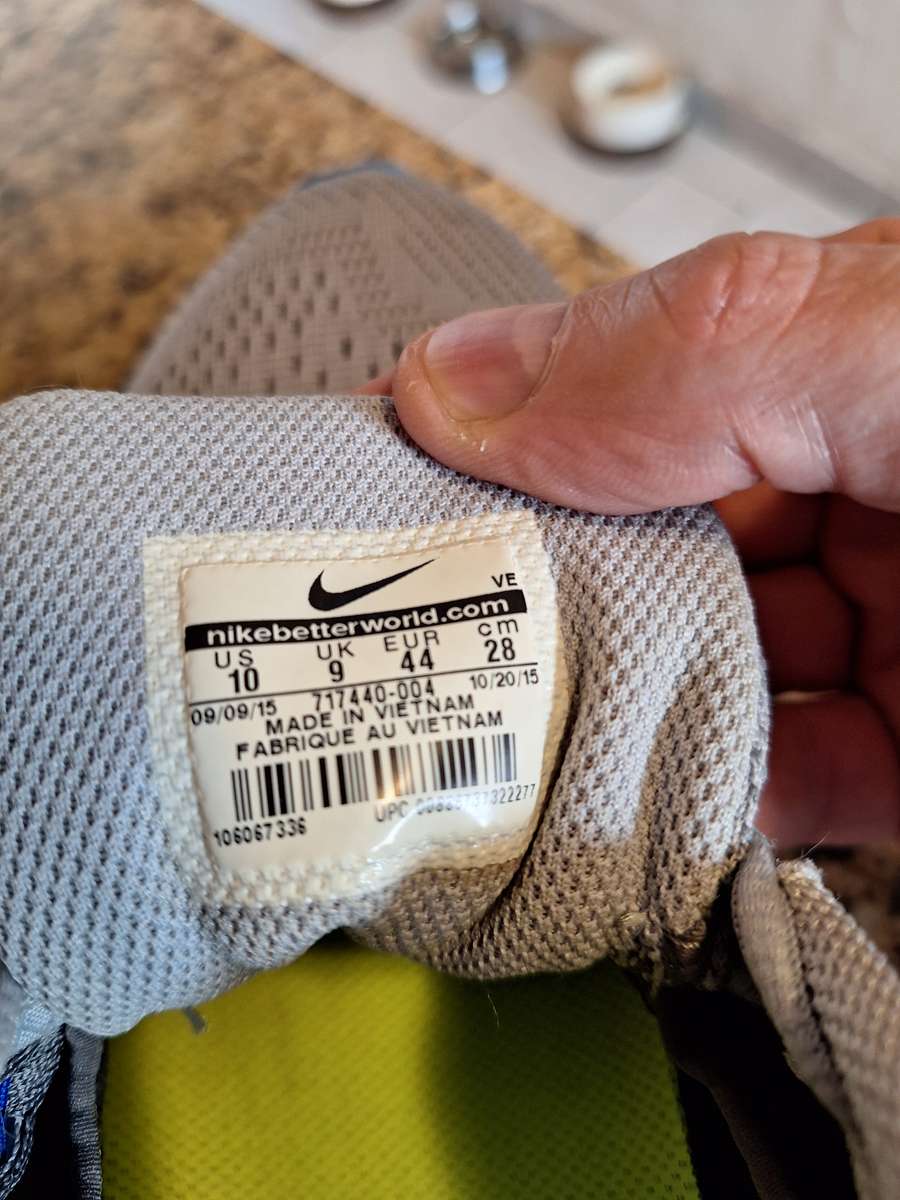 VE
nikebetterworld.com
US UK EUR cm
10 9 44 28
09/09/15 717440-004 10/20/15
MADE IN VIETNAM
FABRIQUE AU VIETNAM
106067336 UPC